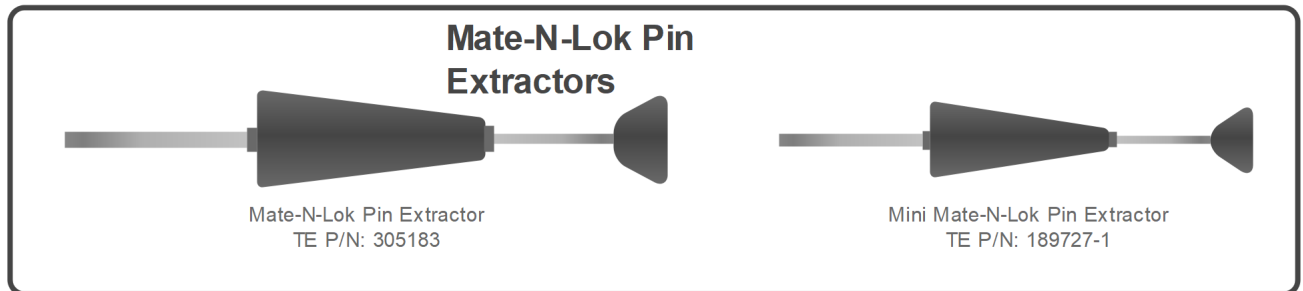 Mate-N-Lok Pin
Extractors
Mate-N-Lok Pin Extractor
TE P/N: 305183
Mini Mate-N-Lok Pin Extractor
TE P/N: 189727-1